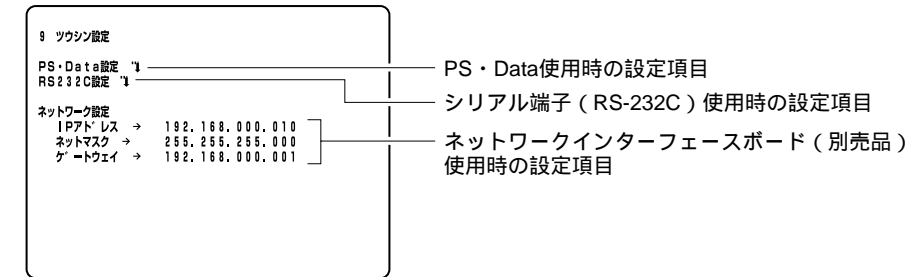 9 ツウシン設定
PS・Data設定 ⮧
RS232C設定 ⮧
ネットワーク設定
IPアドレス → 192.168.000.010
ネットマスク → 255.255.255.000
ゲートウェイ → 192.168.000.001
PS・Data使用時の設定項目
シリアル端子（RS-232C）使用時の設定項目
ネットワークインターフェースボード（別売品）
使用時の設定項目